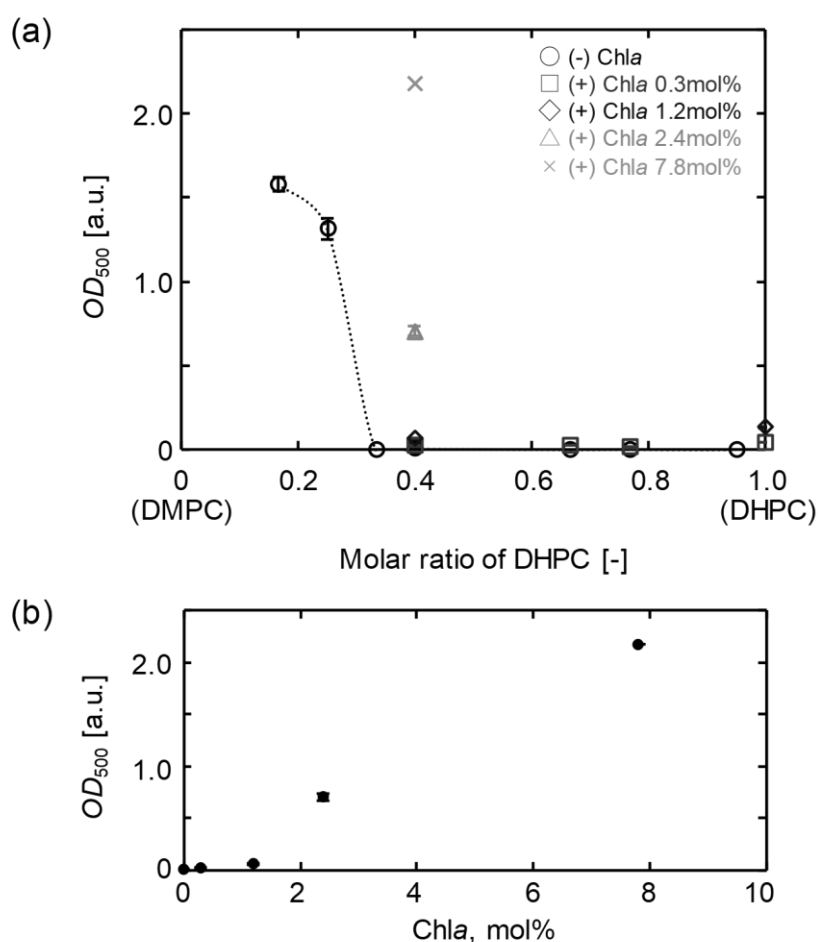 (a)
(-) Chla
(+) Chla 0.3mol%
(+) Chla 1.2mol%
(+) Chla 2.4mol%
(+) Chla 7.8mol%
2.0
1.0
0
OD500 [a.u.]
0 0.2 0.4 0.6 0.8 1.0
(DMPC) (DHPC)
Molar ratio of DHPC [-]
(b)
2.0
1.0
0
OD500 [a.u.]
0 2 4 6 8 10
Chla, mol%